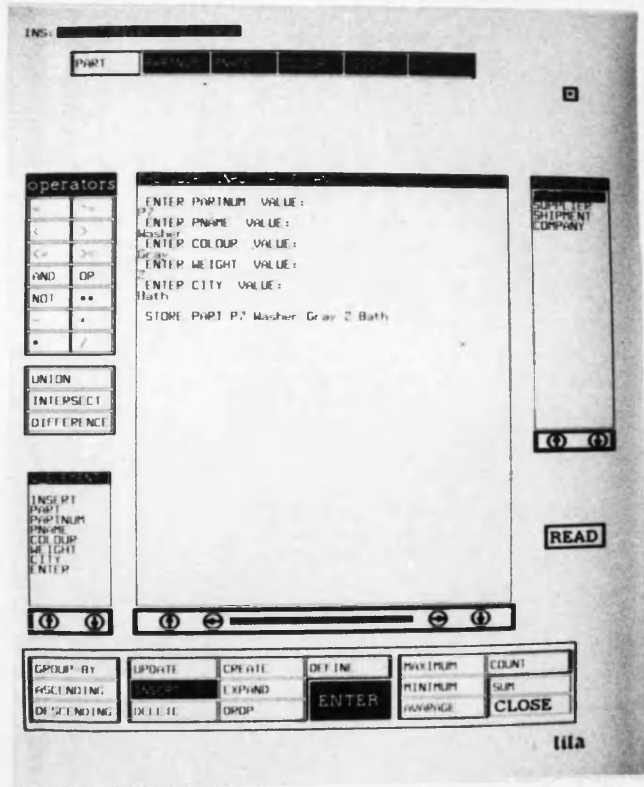 INS:
PART
operators
AND OR
NOT **
UNION
INTERSECT
DIFFERENCE
ENTER PARTNUM VALUE:
P7
ENTER PNAME VALUE:
Washer
ENTER COLOUR VALUE:
Gray
ENTER WEIGHT VALUE:
2
ENTER CITY VALUE:
Bath
STORE PART P7 Washer Gray 2 Bath
SUPPLIER
SHIPMENT
COMPANY
INSERT
PART
PARTNUM
PNAME
COLOUR
WEIGHT
CITY
ENTER
READ
GROUP-BY UPDATE CREATE DEFINE MAXIMUM COUNT
ASCENDING INSERT EXPAND ENTER MINIMUM SUM
DESCENDING DELETE DROP AVARAGE CLOSE
lila